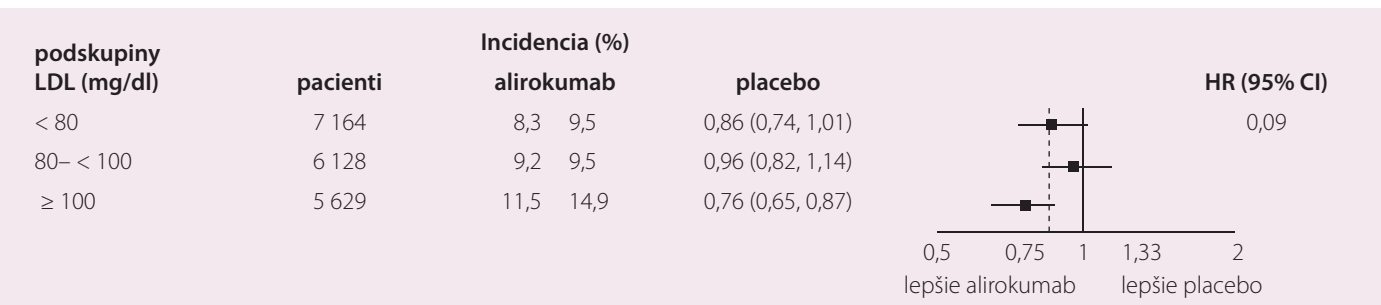 Incidencia (%)
podskupiny
LDL (mg/dl) pacienti alirokumab placebo HR (95% CI)
< 80 7 164 8,3 9,5 0,86 (0,74, 1,01) 0,09
80– < 100 6 128 9,2 9,5 0,96 (0,82, 1,14)
≥ 100 5 629 11,5 14,9 0,76 (0,65, 0,87)
0,5 0,75 1 1,33 2
lepšie alirokumab lepšie placebo